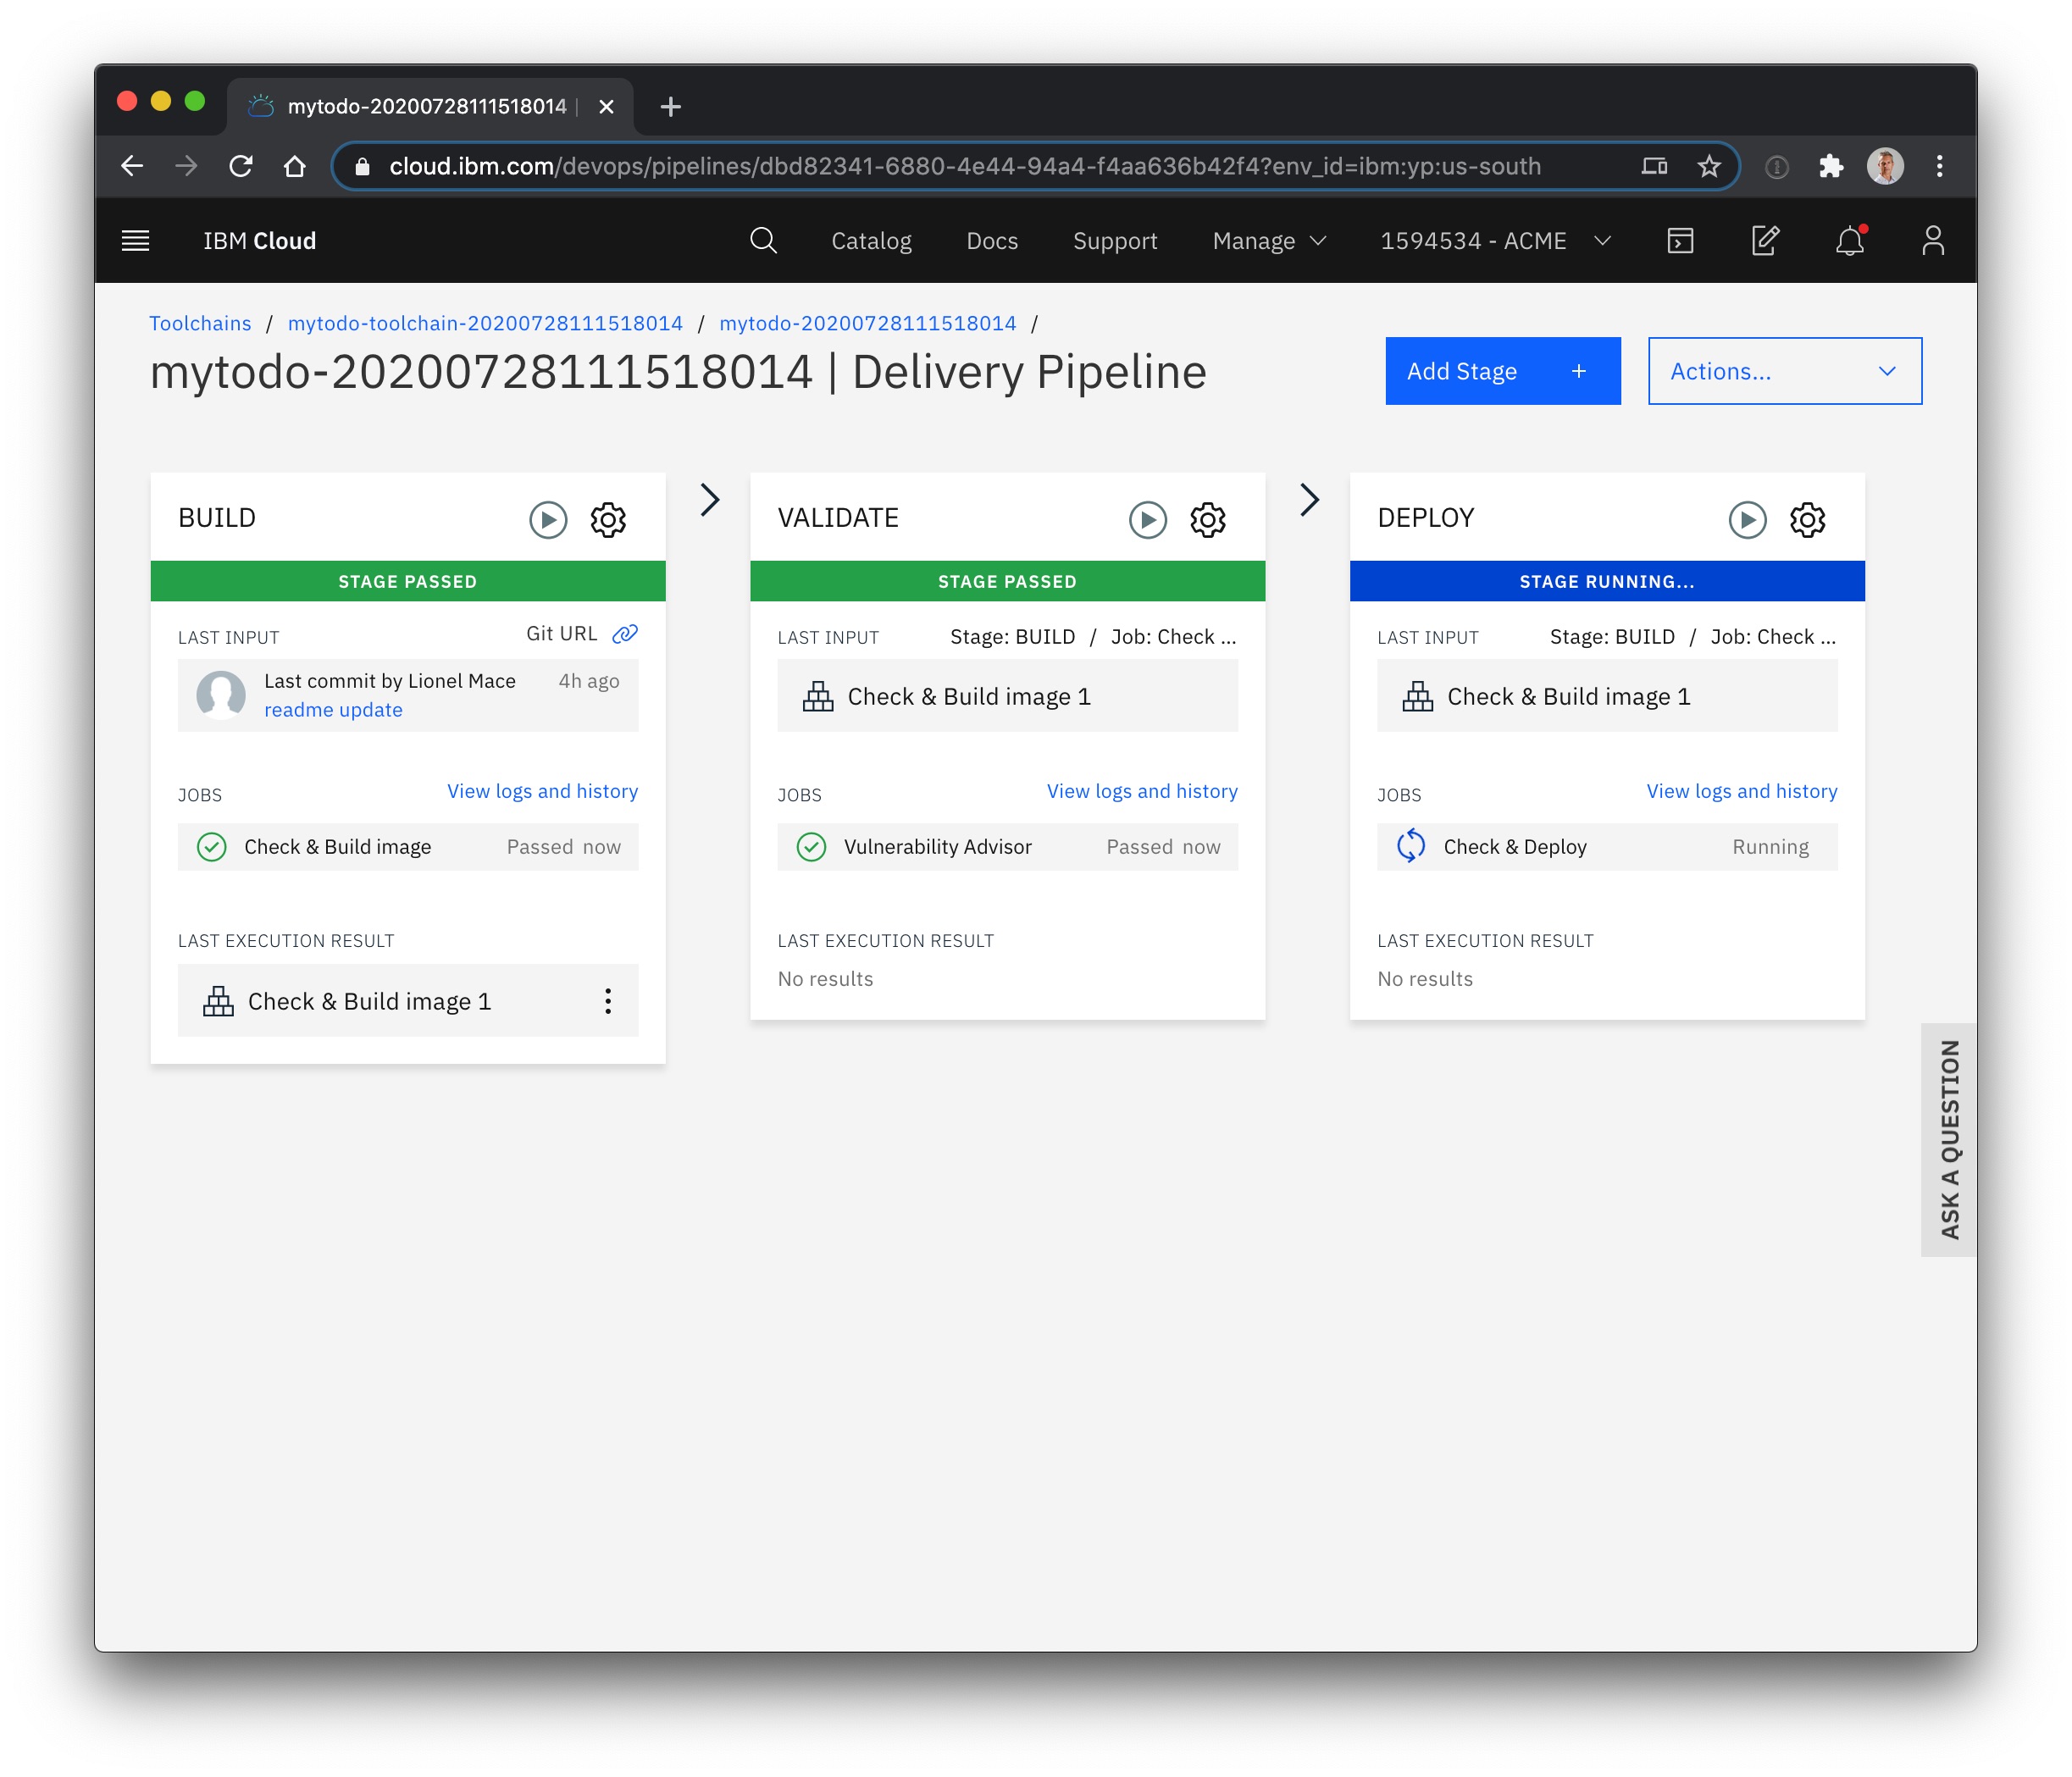 mytodo-20200728111518014 |
cloud.ibm.com/devops/pipelines/dbd82341-6880-4e44-94a4-f4aa636b42f4?env_id=ibm:yp:us-south
IBM Cloud
Catalog
Docs
Support
Manage
1594534 - ACME
Toolchains / mytodo-toolchain-20200728111518014 / mytodo-20200728111518014 /
mytodo-20200728111518014 | Delivery Pipeline
Add Stage +
Actions...
BUILD
STAGE PASSED
LAST INPUT
Git URL
Last commit by Lionel Mace
4h ago
readme update
JOBS
View logs and history
Check & Build image
Passed now
LAST EXECUTION RESULT
Check & Build image 1
VALIDATE
STAGE PASSED
LAST INPUT
Stage: BUILD / Job: Check ...
Check & Build image 1
JOBS
View logs and history
Vulnerability Advisor
Passed now
LAST EXECUTION RESULT
No results
DEPLOY
STAGE RUNNING...
LAST INPUT
Stage: BUILD / Job: Check ...
Check & Build image 1
JOBS
View logs and history
Check & Deploy
Running
LAST EXECUTION RESULT
No results
ASK A QUESTION